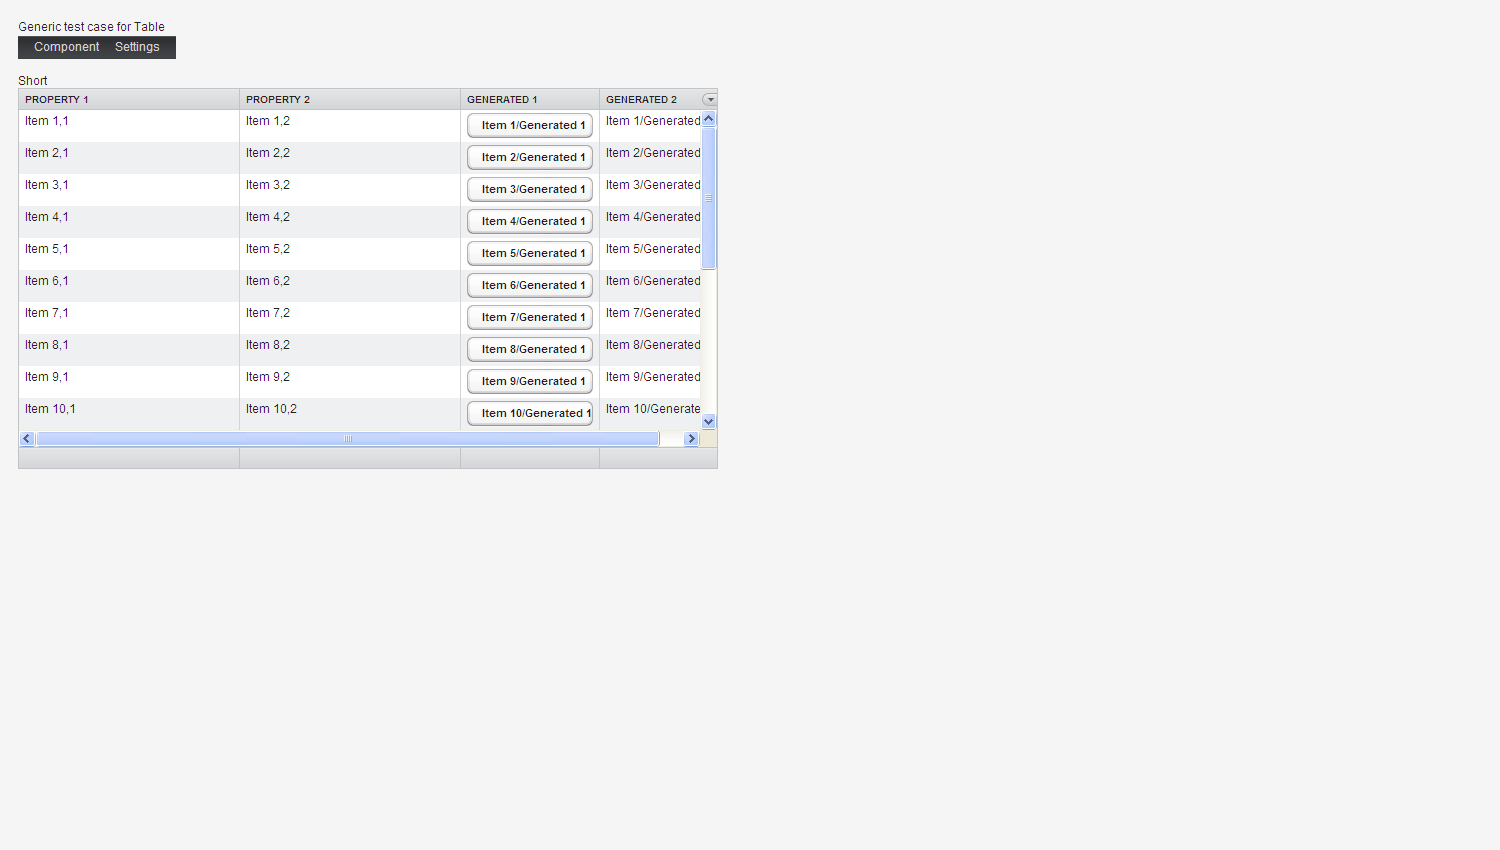 Generic test case for Table
Component Settings
Short
PROPERTY 1 PROPERTY 2 GENERATED 1 GENERATED 2
Item 1,1 Item 1,2 Item 1/Generated 1 Item 1/Generated
Item 2,1 Item 2,2 Item 2/Generated 1 Item 2/Generated
Item 3,1 Item 3,2 Item 3/Generated 1 Item 3/Generated
Item 4,1 Item 4,2 Item 4/Generated 1 Item 4/Generated
Item 5,1 Item 5,2 Item 5/Generated 1 Item 5/Generated
Item 6,1 Item 6,2 Item 6/Generated 1 Item 6/Generated
Item 7,1 Item 7,2 Item 7/Generated 1 Item 7/Generated
Item 8,1 Item 8,2 Item 8/Generated 1 Item 8/Generated
Item 9,1 Item 9,2 Item 9/Generated 1 Item 9/Generated
Item 10,1 Item 10,2 Item 10/Generated 1 Item 10/Generate